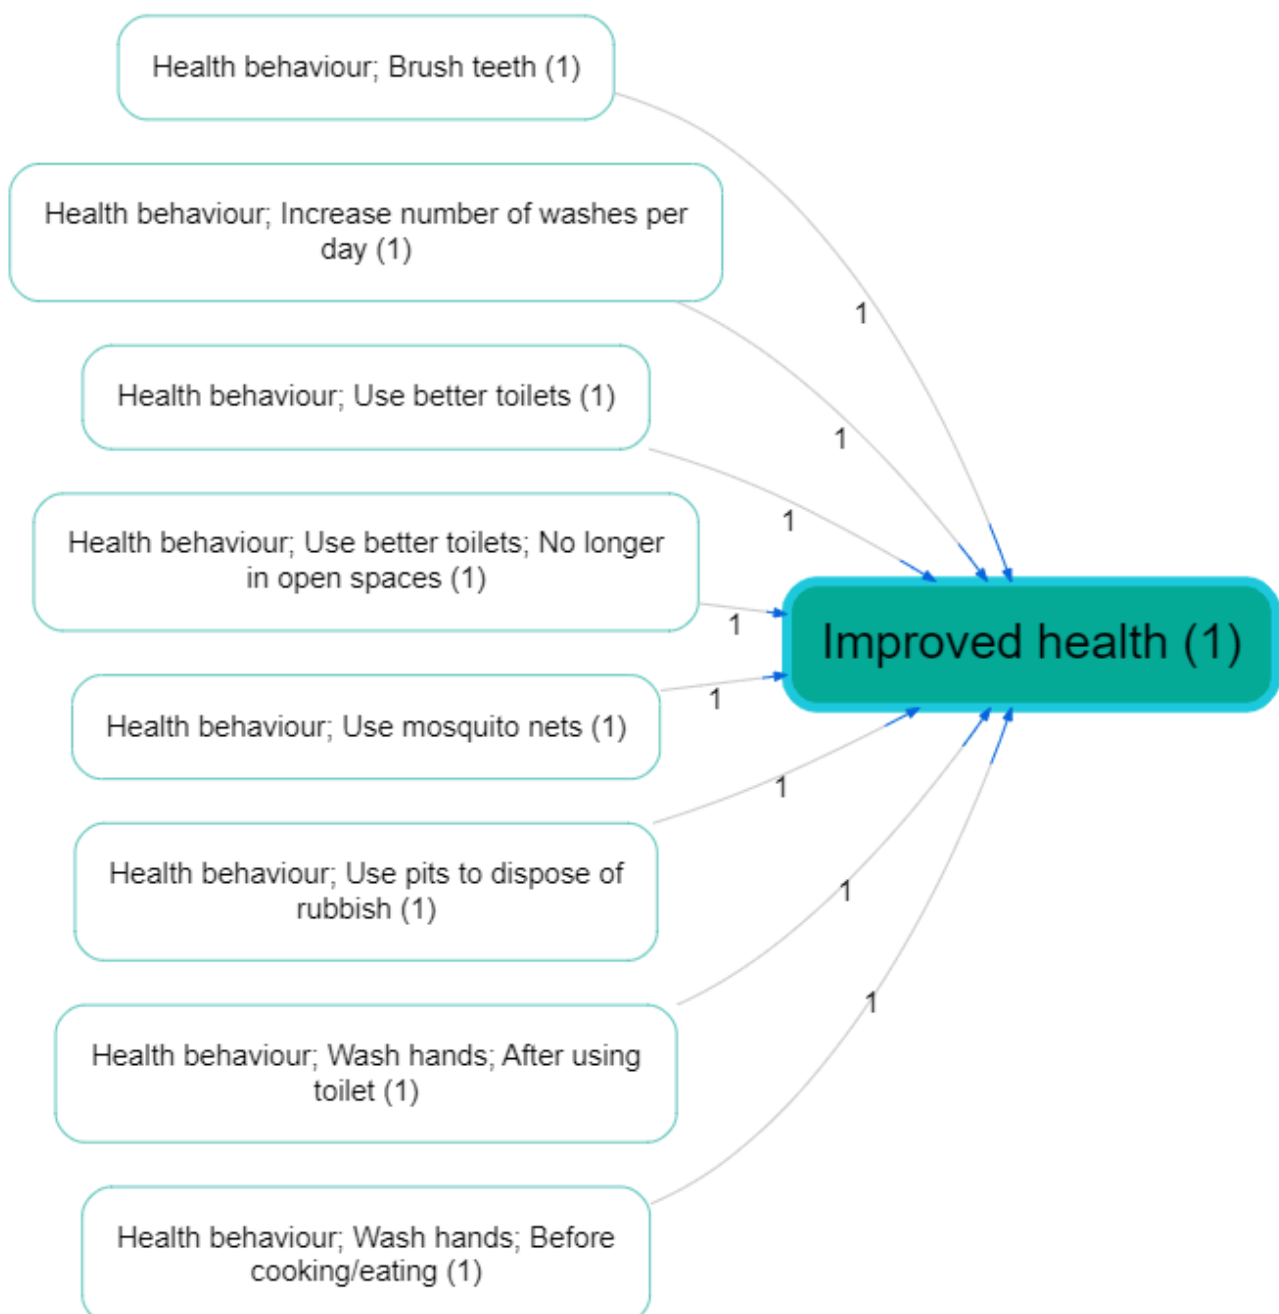 Health behaviour; Brush teeth (1)
Health behaviour; Increase number of washes per
day (1)
1
1
Health behaviour; Use better toilets (1)
1
Health behaviour; Use better toilets; No longer
in open spaces (1)
1
Improved health (1)
1
Health behaviour; Use mosquito nets (1)
1
Health behaviour; Use pits to dispose of
rubbish (1)
1
1
Health behaviour; Wash hands; After using
toilet (1)
Health behaviour; Wash hands; Before
cooking/eating (1)